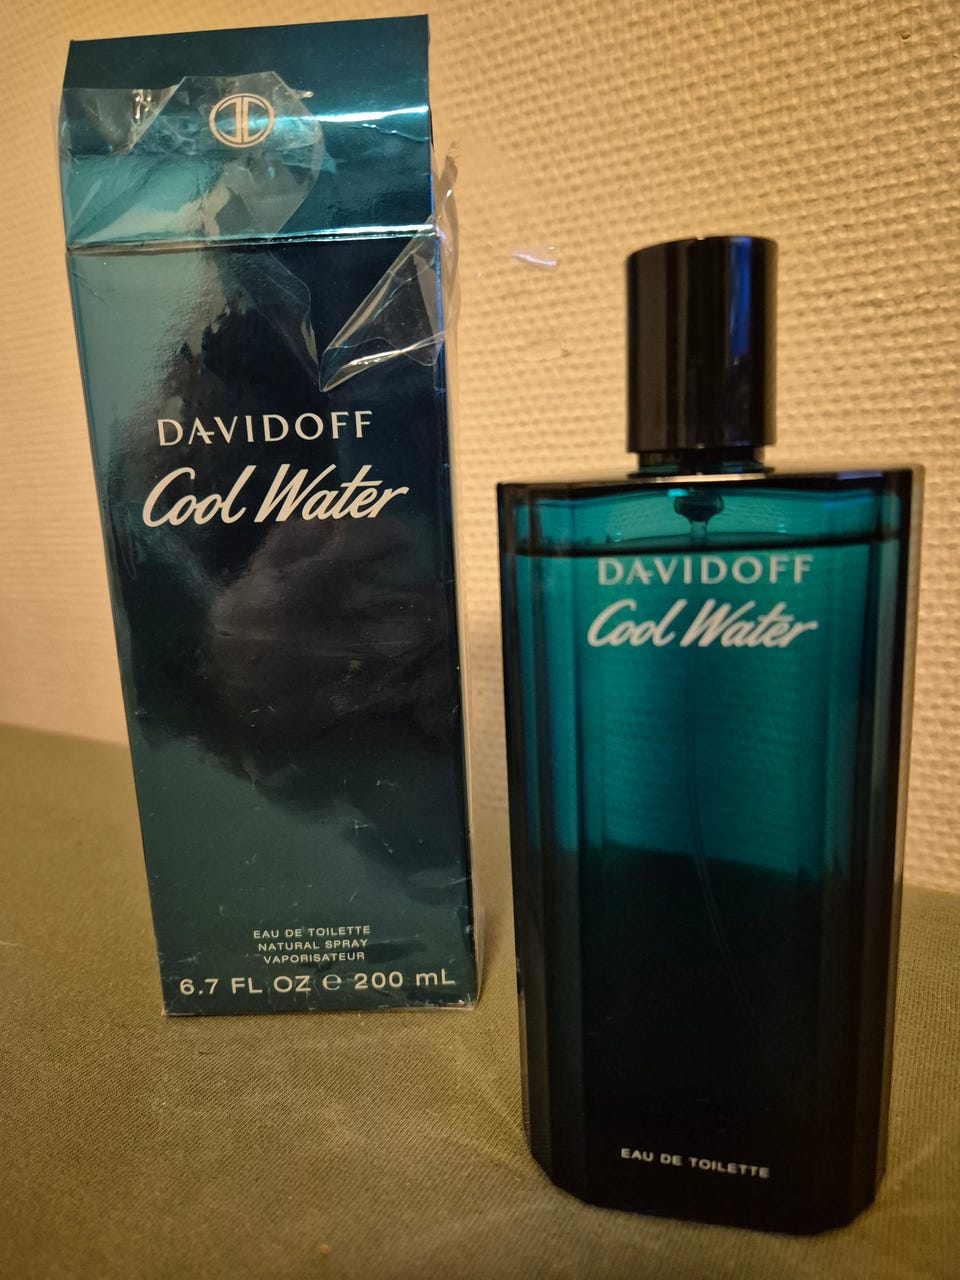 DAVIDOFF
Cool Water
EAU DE TOILETTE
NATURAL SPRAY
VAPORISATEUR
6.7 FL OZ ℮ 200 mL
DAVIDOFF
Cool Water
EAU DE TOILETTE